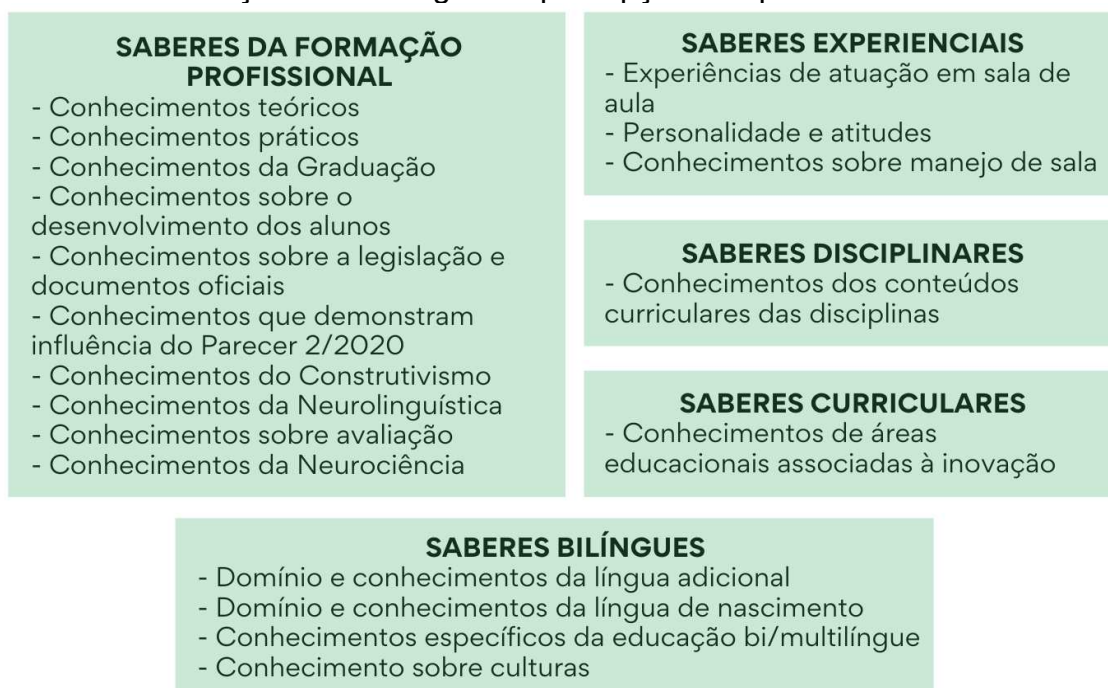 SABERES DA FORMAÇÃO
PROFISSIONAL
- Conhecimentos teóricos
- Conhecimentos práticos
- Conhecimentos da Graduação
- Conhecimentos sobre o
desenvolvimento dos alunos
- Conhecimentos sobre a legislação e
documentos oficiais
- Conhecimentos que demonstram
influência do Parecer 2/2020
- Conhecimentos do Construtivismo
- Conhecimentos da Neurolinguística
- Conhecimentos sobre avaliação
- Conhecimentos da Neurociência
SABERES EXPERIENCIAIS
- Experiências de atuação em sala de
aula
- Personalidade e atitudes
- Conhecimentos sobre manejo de sala
SABERES DISCIPLINARES
- Conhecimentos dos conteúdos
curriculares das disciplinas
SABERES CURRICULARES
- Conhecimentos de áreas
educacionais associadas à inovação
SABERES BILÍNGUES
- Domínio e conhecimentos da língua adicional
- Domínio e conhecimentos da língua de nascimento
- Conhecimentos específicos da educação bi/multilíngue
- Conhecimento sobre culturas